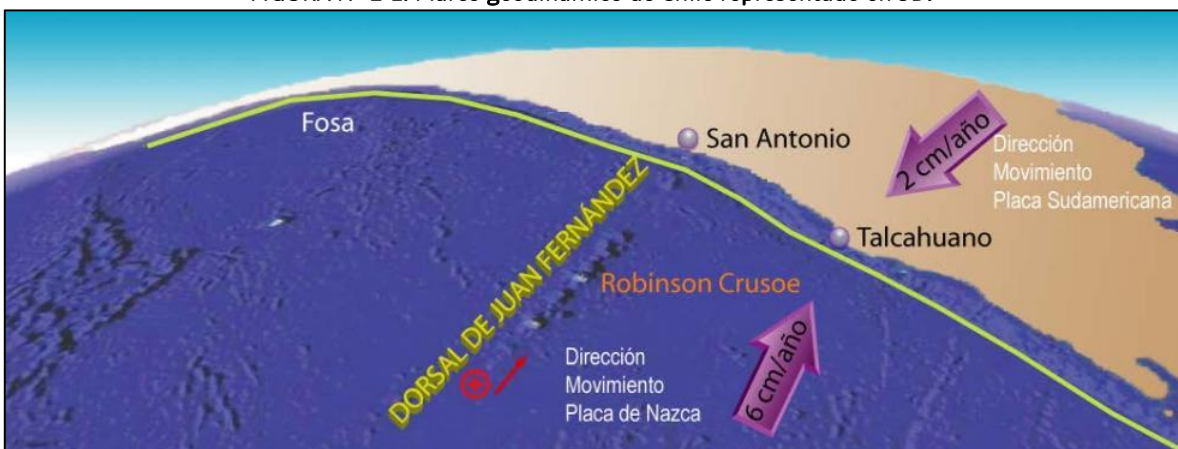 FIGURA N° 2-1: Marco geodinámico de Chile representado en 3D.
Fosa
San Antonio
2 cm/año
Dirección
Movimiento
Placa Sudamericana
Talcahuano
DORSAL DE JUAN FERNÁNDEZ
Robinson Crusoe
Dirección
Movimiento
Placa de Nazca
6 cm/año